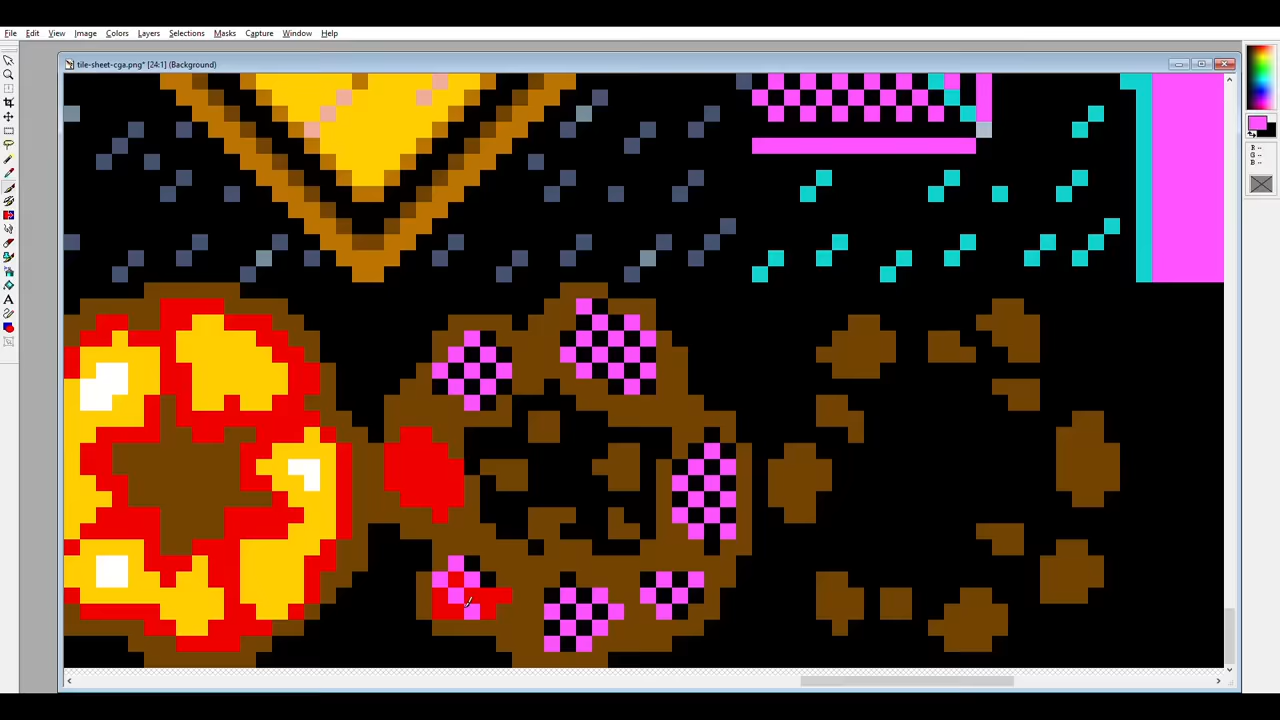 File Edit View Image Colors Layers Selections Masks Capture Window Help
tile-sheet-cga.png* [24:1] (Background)
R --
G --
B --